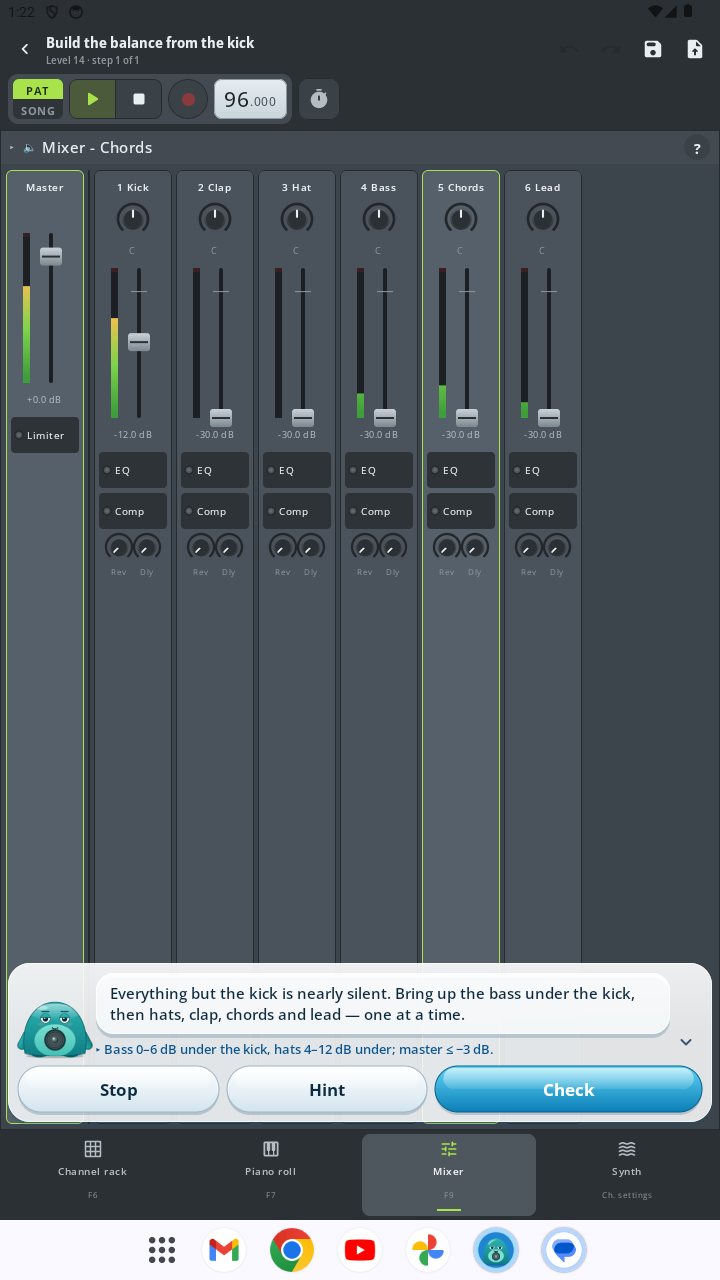 1:22
Build the balance from the kick
Level 14 · step 1 of 1
PAT
SONG
96.000
Mixer - Chords
?
Master
1 Kick
2 Clap
3 Hat
4 Bass
5 Chords
6 Lead
C
C
C
C
C
C
+0.0 dB
-12.0 dB
-30.0 dB
-30.0 dB
-30.0 dB
-30.0 dB
-30.0 dB
Limiter
EQ
EQ
EQ
EQ
EQ
EQ
Comp
Comp
Comp
Comp
Comp
Comp
Rev Dly
Rev Dly
Rev Dly
Rev Dly
Rev Dly
Rev Dly
Everything but the kick is nearly silent. Bring up the bass under the kick,
then hats, clap, chords and lead — one at a time.
Bass 0–6 dB under the kick, hats 4–12 dB under; master ≤ −3 dB.
Stop
Hint
Check
Channel rack
Piano roll
Mixer
Synth
F6
F7
F9
Ch. settings